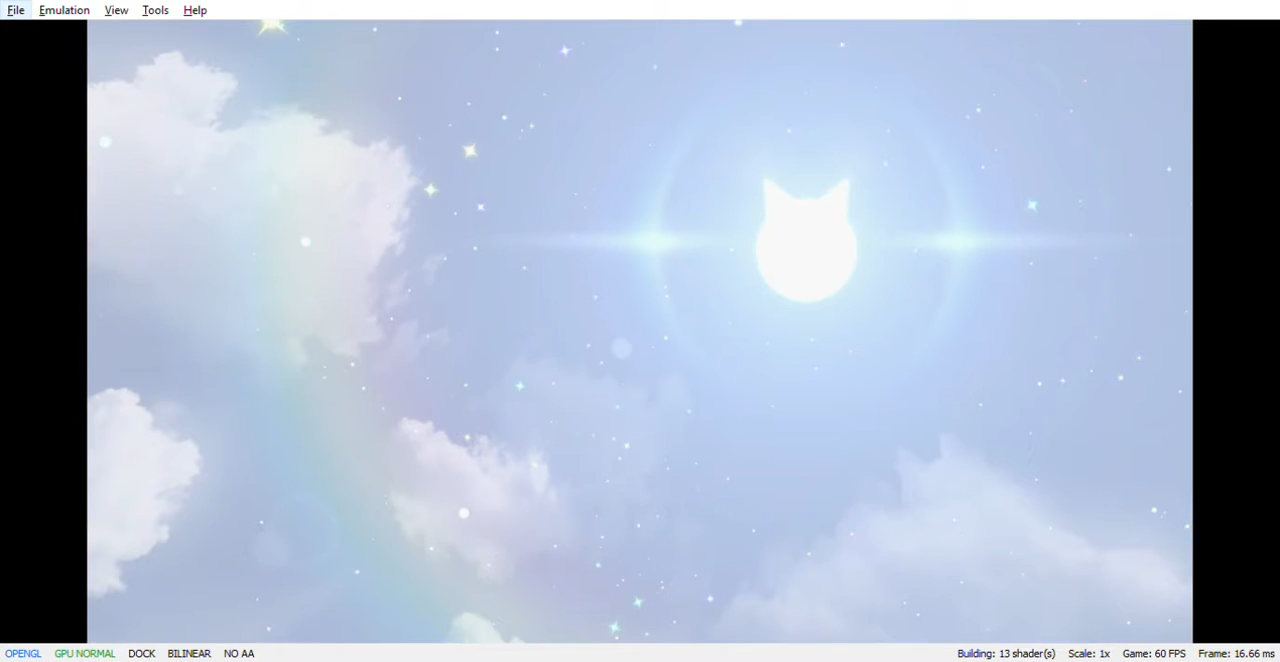 File Emulation View Tools Help
OPENGL GPU NORMAL DOCK BILINEAR NO AA Building: 13 shader(s) Scale: 1x Game: 60 FPS Frame: 16.66 ms